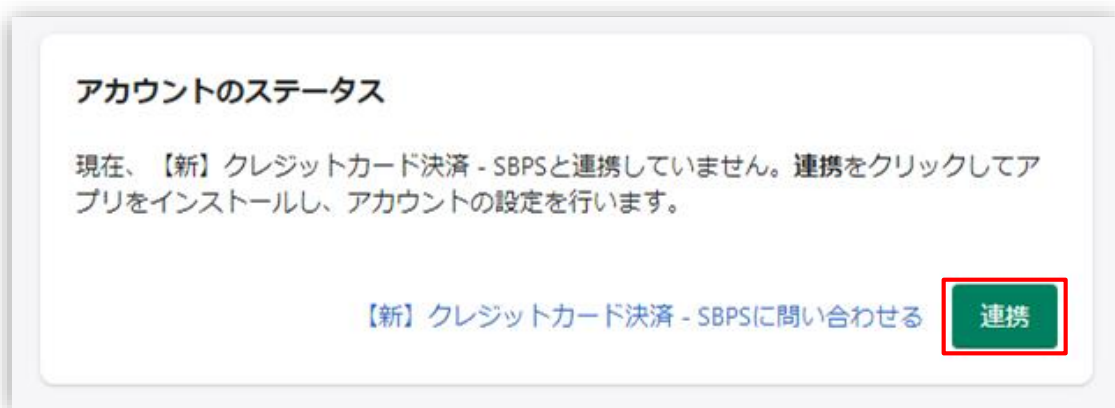 アカウントのステータス
現在、【新】クレジットカード決済 - SBPSと連携していません。連携をクリックしてア
プリをインストールし、アカウントの設定を行います。
【新】クレジットカード決済 - SBPSに問い合わせる
連携